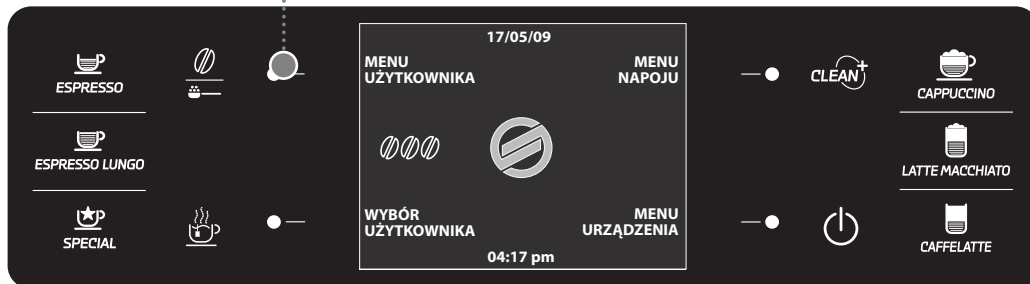 17/05/09
MENU
UŻYTKOWNIKA
MENU
NAPOJU
WYBÓR
UŻYTKOWNIKA
MENU
URZĄDZENIA
04:17 pm
ESPRESSO
ESPRESSO LUNGO
SPECIAL
CLEAN+
CAPPUCCINO
LATTE MACCHIATO
CAFFELATTE